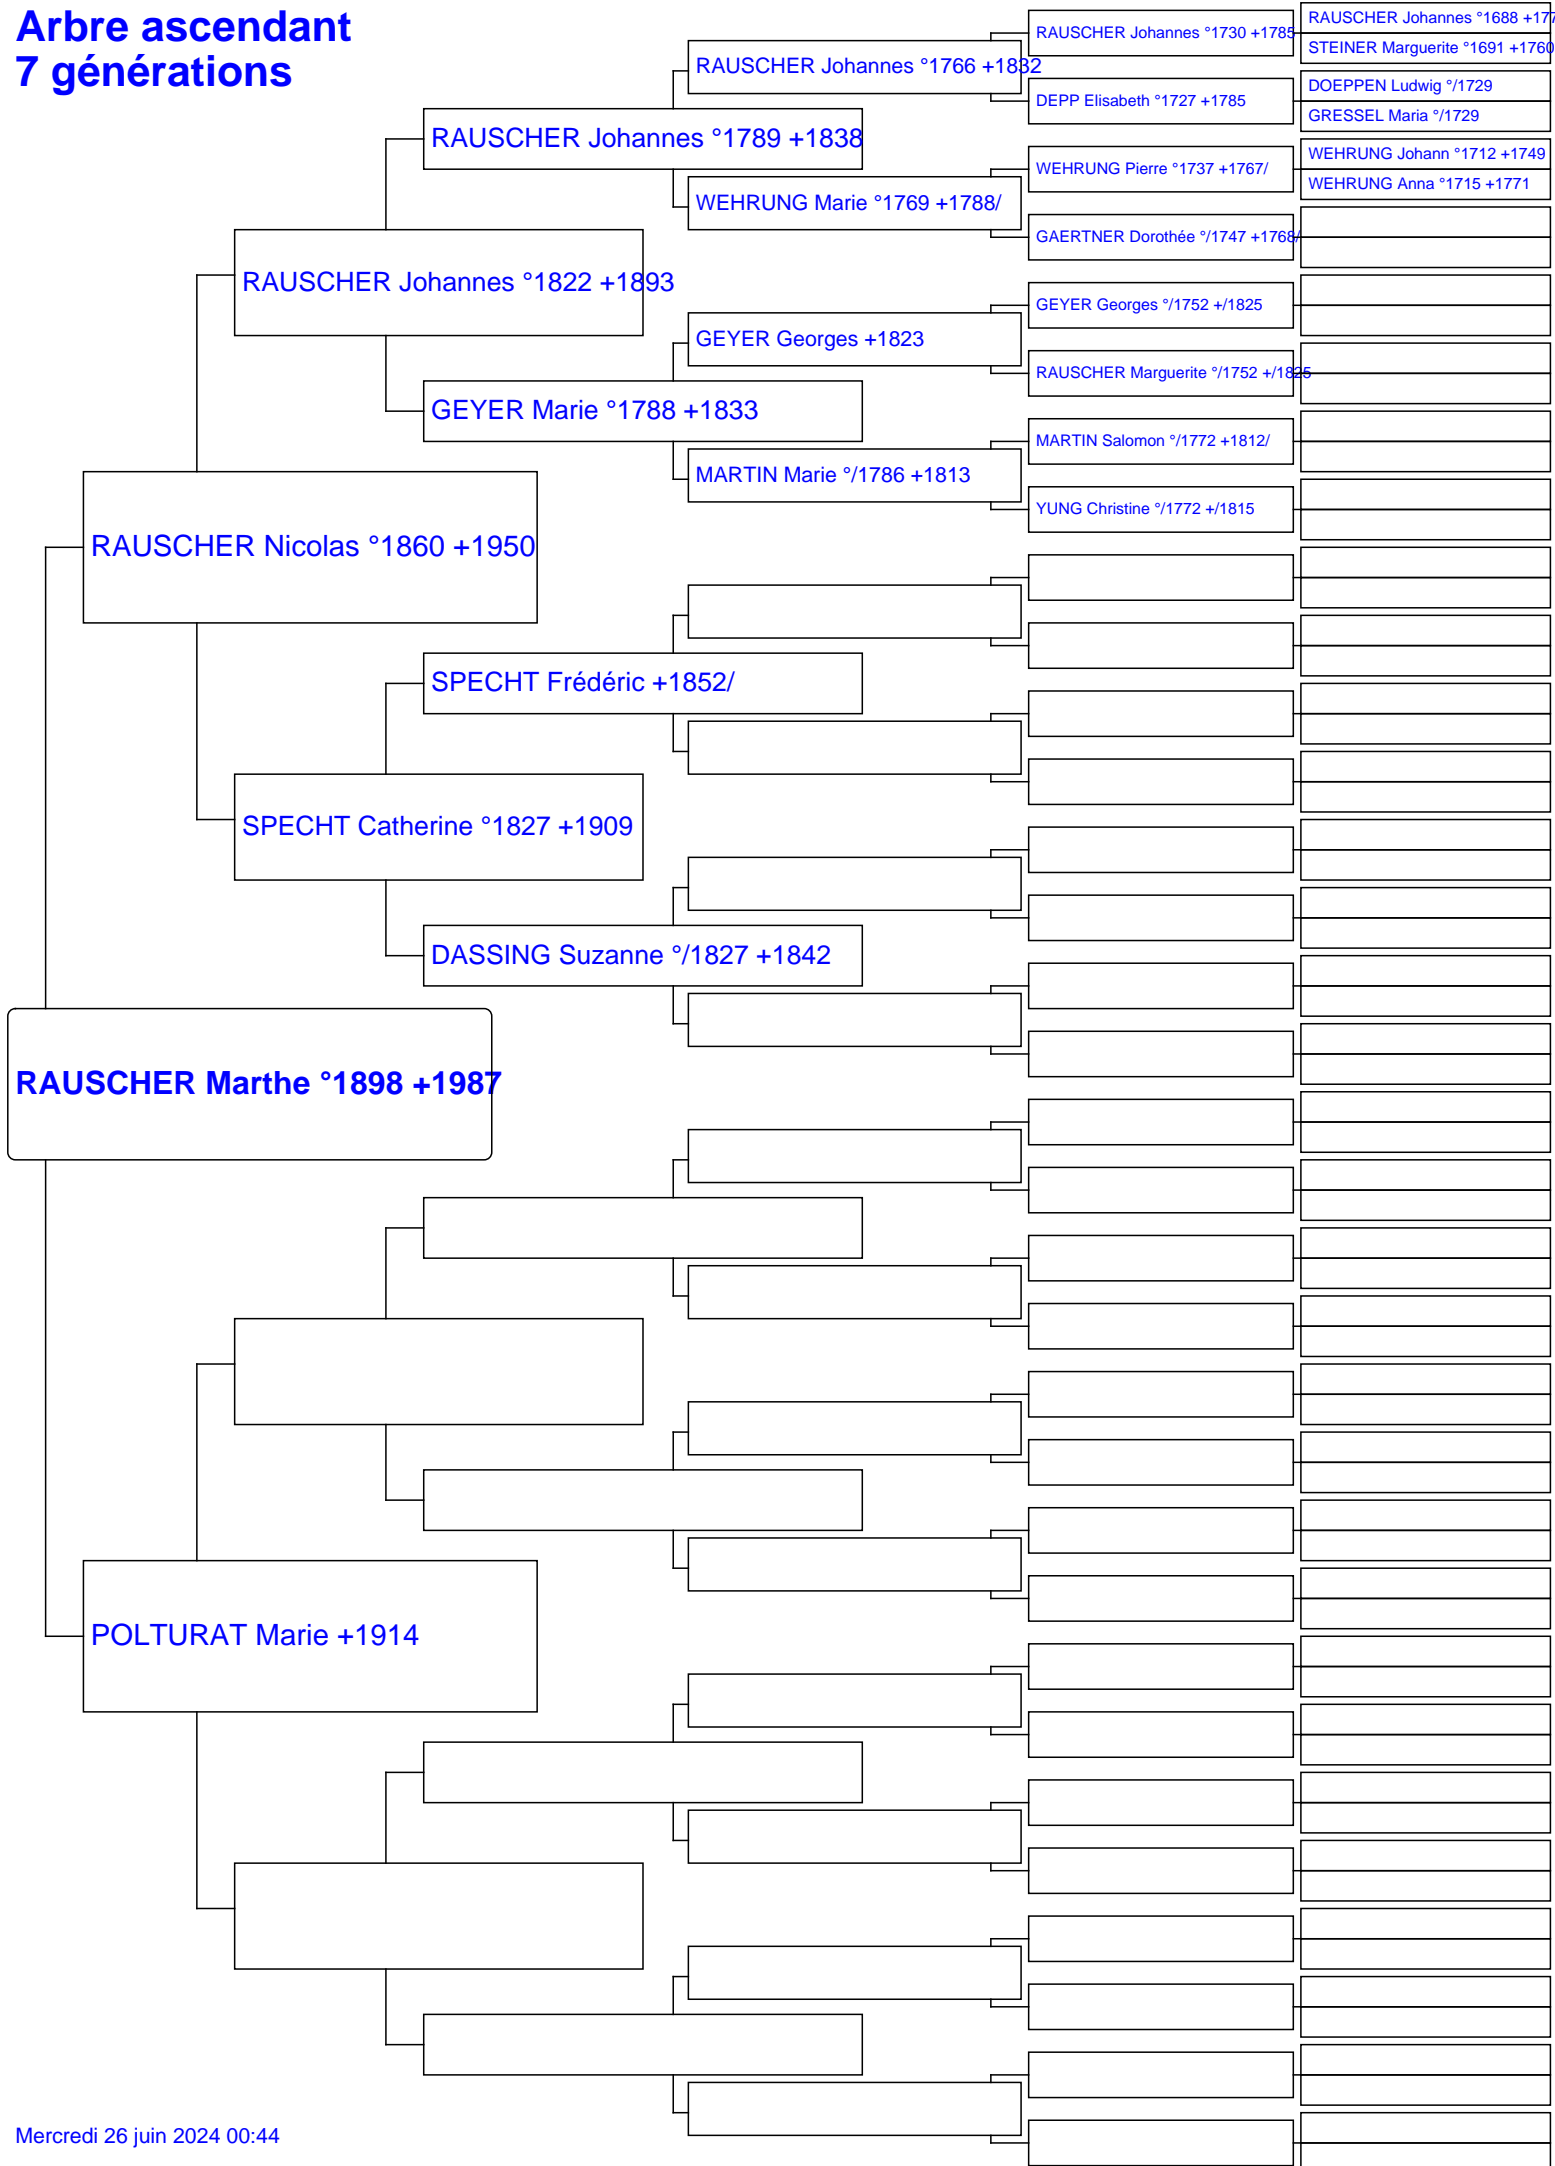 Arbre ascendant
7 générations
RAUSCHER Johannes °1688 +177
RAUSCHER Johannes °1730 +1785
STEINER Marguerite °1691 +1760
RAUSCHER Johannes °1766 +1832
DOEPPEN Ludwig °/1729
DEPP Elisabeth °1727 +1785
GRESSEL Maria °/1729
RAUSCHER Johannes °1789 +1838
WEHRUNG Johann °1712 +1749
WEHRUNG Pierre °1737 +1767/
WEHRUNG Anna °1715 +1771
WEHRUNG Marie °1769 +1788/
GAERTNER Dorothée °/1747 +1768/
RAUSCHER Johannes °1822 +1893
GEYER Georges °/1752 +/1825
GEYER Georges +1823
RAUSCHER Marguerite °/1752 +/1825
GEYER Marie °1788 +1833
MARTIN Salomon °/1772 +1812/
MARTIN Marie °/1786 +1813
YUNG Christine °/1772 +/1815
RAUSCHER Nicolas °1860 +1950
SPECHT Frédéric +1852/
SPECHT Catherine °1827 +1909
DASSING Suzanne °/1827 +1842
RAUSCHER Marthe °1898 +1987
POLTURAT Marie +1914
Mercredi 26 juin 2024 00:44